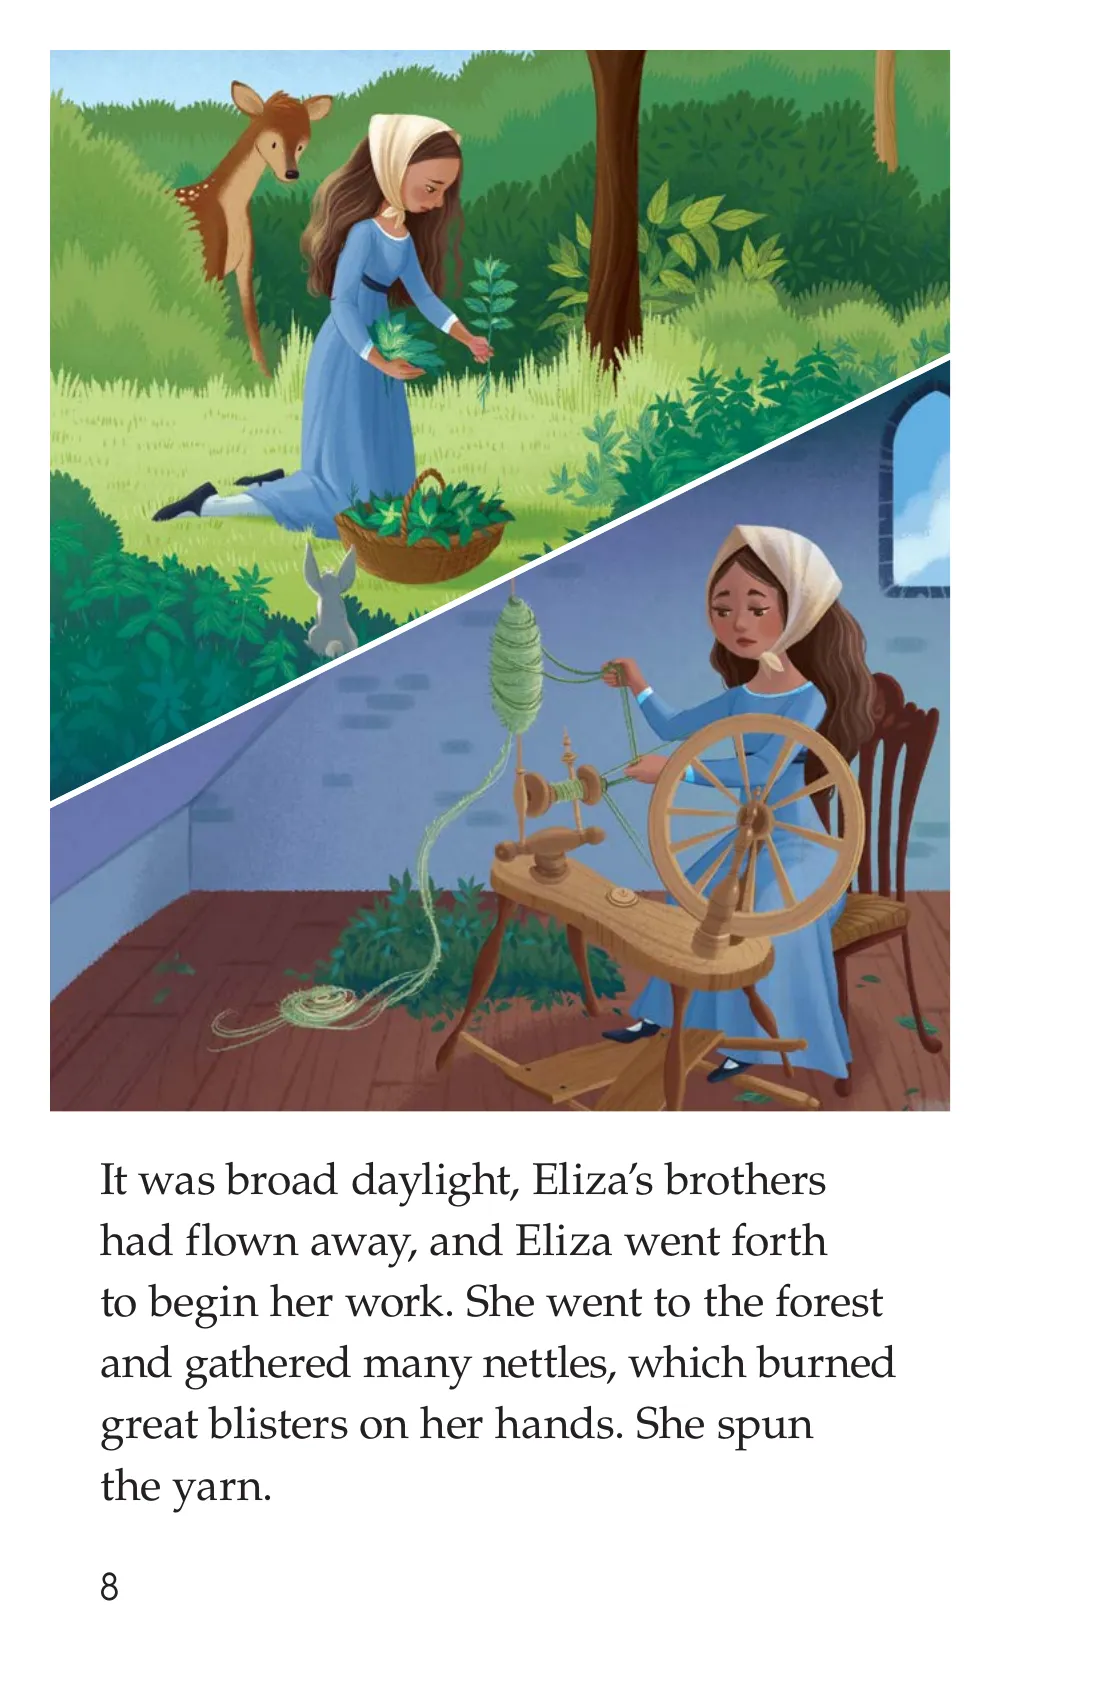 It was broad daylight, Eliza’s brothers
had flown away, and Eliza went forth
to begin her work. She went to the forest
and gathered many nettles, which burned
great blisters on her hands. She spun
the yarn.
8